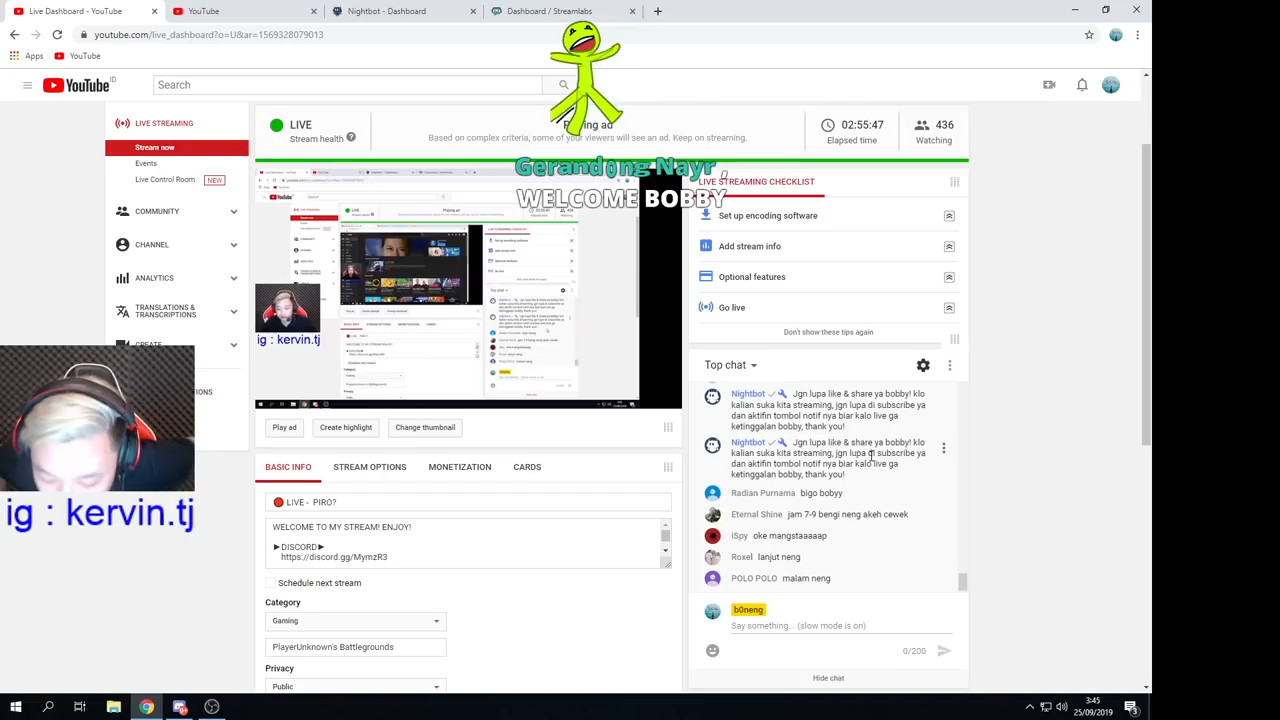 Live Dashboard - YouTube
YouTube
Nightbot - Dashboard
Dashboard / Streamlabs
youtube.com/live_dashboard?o=U&ar=1569328079013
Apps
YouTube
YouTube ID
Search
LIVE STREAMING
Stream now
Events
Live Control Room NEW
COMMUNITY
CHANNEL
ANALYTICS
TRANSLATIONS &
TRANSCRIPTIONS
CREATE
LIVE
Stream health
Based on complex criteria, some of your viewers will see an ad. Keep on streaming.
02:55:47
Elapsed time
436
Watching
Gerandong Nayr ,
WELCOME BOBBY
ig : kervin.tj
Play ad
Create highlight
Change thumbnail
BASIC INFO
STREAM OPTIONS
MONETIZATION
CARDS
LIVE - PIRO?
WELCOME TO MY STREAM! ENJOY!
►DISCORD►
https://discord.gg/MymzR3
Schedule next stream
Category
Gaming
PlayerUnknown's Battlegrounds
Privacy
Public
LIVE STREAMING CHECKLIST
Set up encoding software
Add stream info
Optional features
Go live
Don't show these tips again
Top chat
Nightbot Jgn lupa like & share ya bobby! klo
kalian suka kita streaming, jgn lupa di subscribe ya
dan aktifin tombol notif nya biar kalo live ga
ketinggalan bobby, thank you!
Nightbot Jgn lupa like & share ya bobby! klo
kalian suka kita streaming, jgn lupa di subscribe ya
dan aktifin tombol notif nya biar kalo live ga
ketinggalan bobby, thank you!
Radian Purnama bigo bobyy
Eternal Shine jam 7-9 bengi neng akeh cewek
iSpy oke mangstaaaaap
Roxel lanjut neng
POLO POLO malam neng
b0neng
Say something... (slow mode is on)
0/200
Hide chat
ig : kervin.tj
3:45
25/09/2019
3